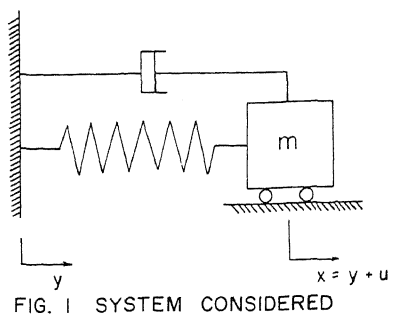 m
y
x = y + u
FIG. 1 SYSTEM CONSIDERED